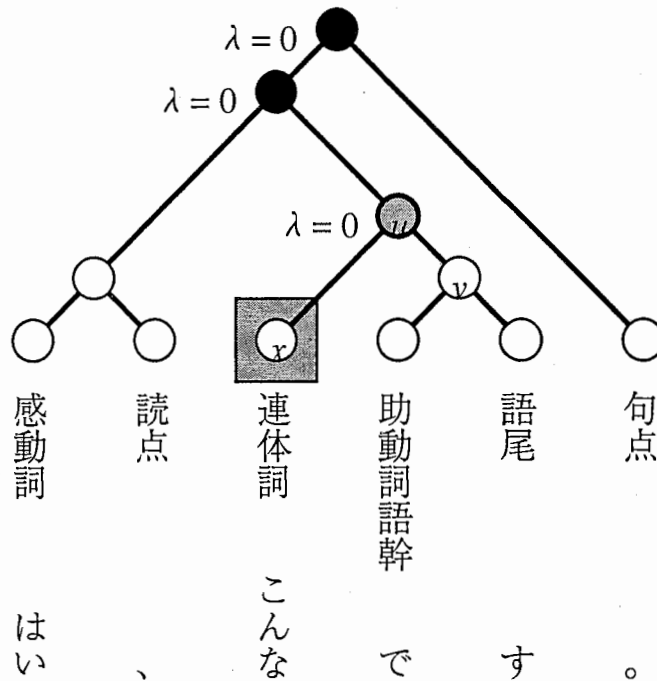 λ = 0
λ = 0
λ = 0
u
v
x
感動詞
読点
連体詞
助動詞語幹
語尾
句点
はい
、
こんな
で
す
。